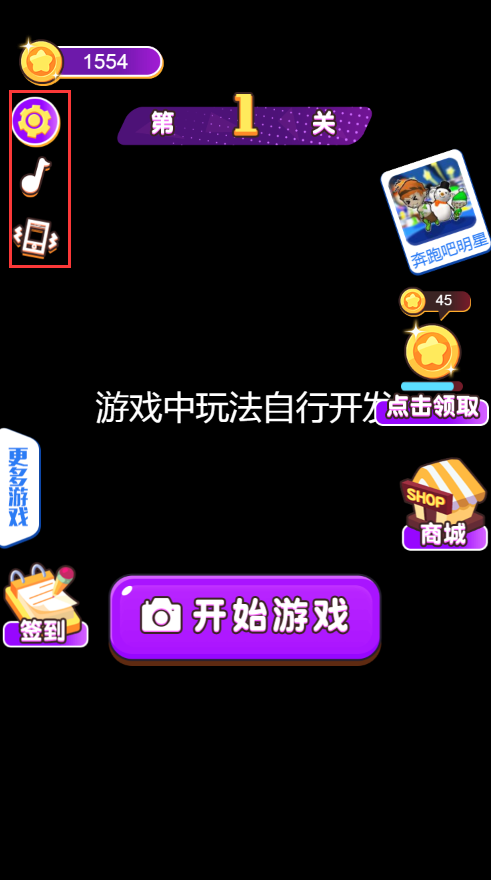 1554
第 1 关
奔跑吧明星
45
点击领取
游戏中玩法自行开发
更多游戏
SHOP
商城
签到
开始游戏